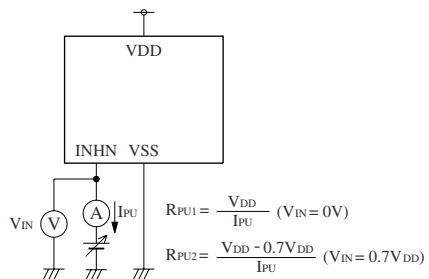 VDD
INHN VSS
VIN V A IPU
RPU1 = VDD / IPU (VIN = 0V)
RPU2 = VDD - 0.7VDD / IPU (VIN = 0.7VDD)